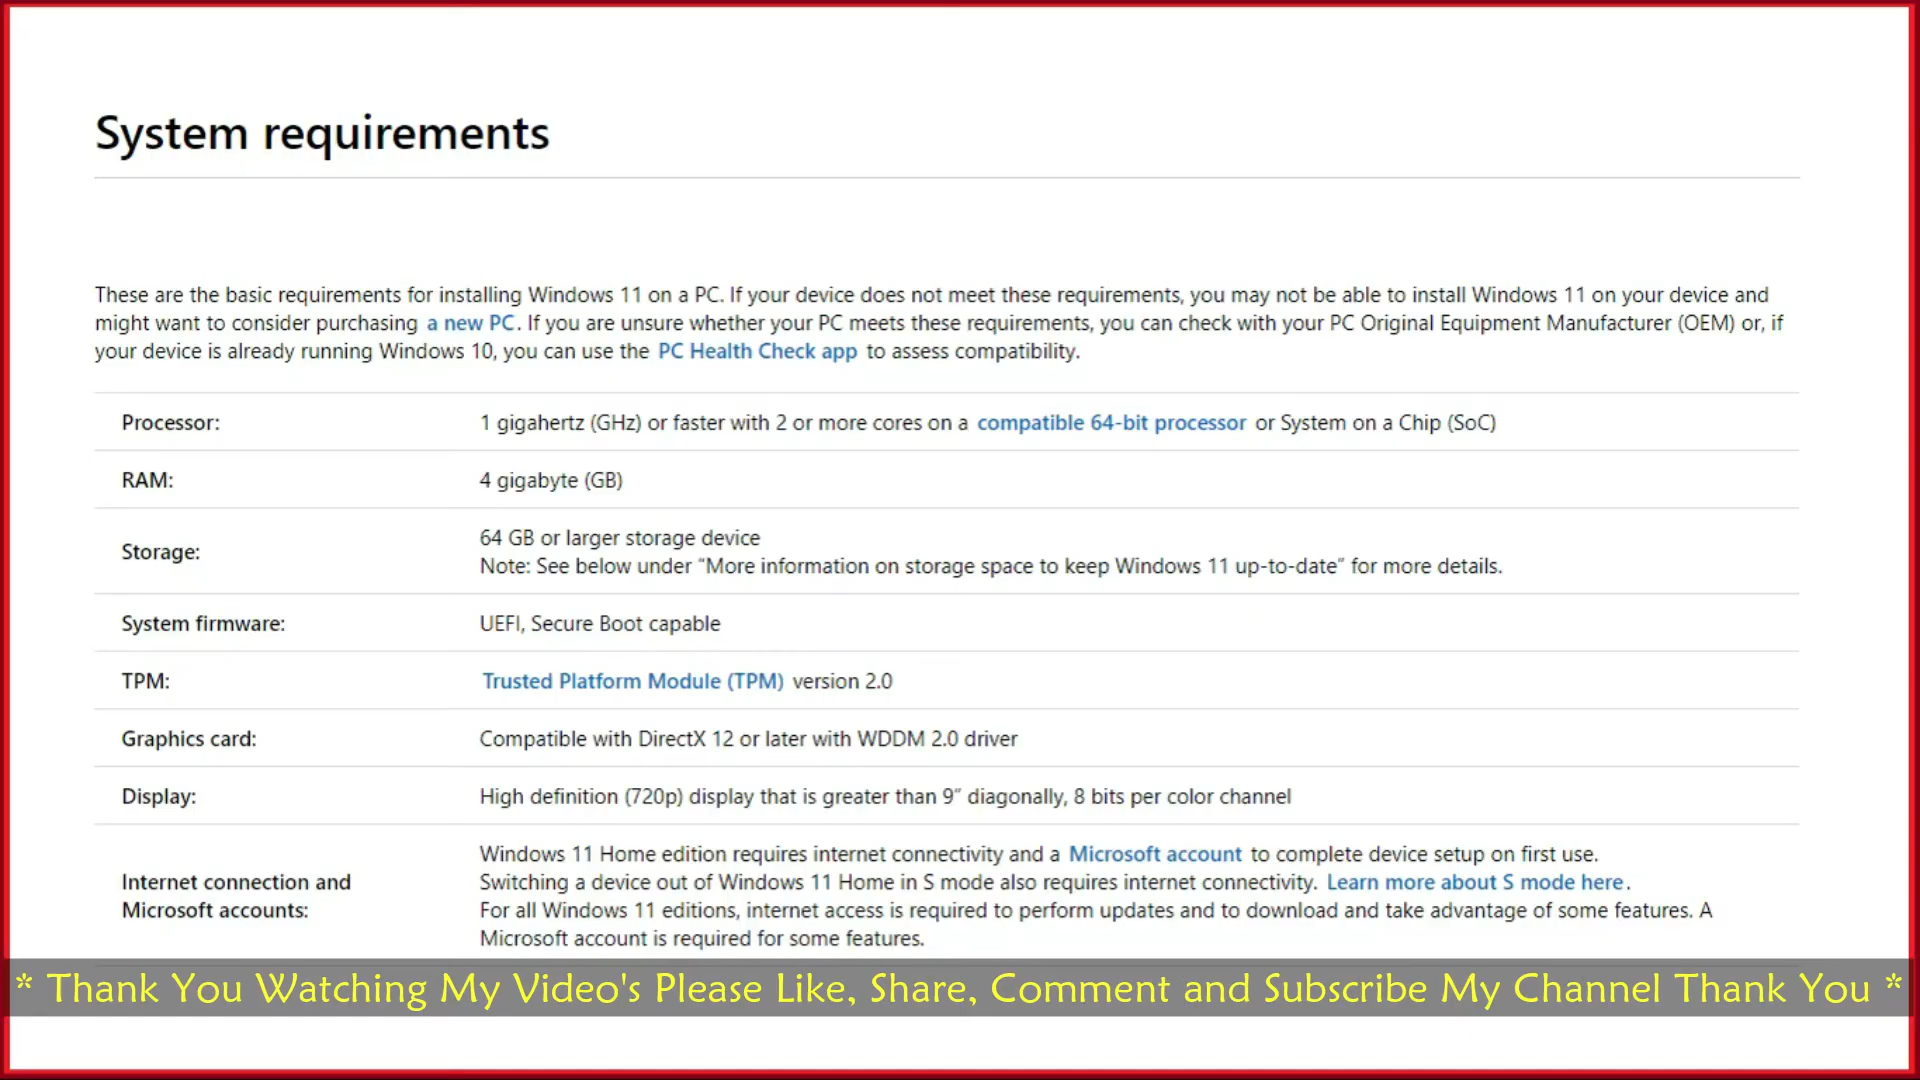 System requirements
These are the basic requirements for installing Windows 11 on a PC. If your device does not meet these requirements, you may not be able to install Windows 11 on your device and
might want to consider purchasing a new PC. If you are unsure whether your PC meets these requirements, you can check with your PC Original Equipment Manufacturer (OEM) or, if
your device is already running Windows 10, you can use the PC Health Check app to assess compatibility.
Processor: 1 gigahertz (GHz) or faster with 2 or more cores on a compatible 64-bit processor or System on a Chip (SoC)
RAM: 4 gigabyte (GB)
Storage: 64 GB or larger storage device
Note: See below under “More information on storage space to keep Windows 11 up-to-date” for more details.
System firmware: UEFI, Secure Boot capable
TPM: Trusted Platform Module (TPM) version 2.0
Graphics card: Compatible with DirectX 12 or later with WDDM 2.0 driver
Display: High definition (720p) display that is greater than 9” diagonally, 8 bits per color channel
Internet connection and
Microsoft accounts:
Windows 11 Home edition requires internet connectivity and a Microsoft account to complete device setup on first use.
Switching a device out of Windows 11 Home in S mode also requires internet connectivity. Learn more about S mode here.
For all Windows 11 editions, internet access is required to perform updates and to download and take advantage of some features. A
Microsoft account is required for some features.
* Thank You Watching My Video's Please Like, Share, Comment and Subscribe My Channel Thank You *